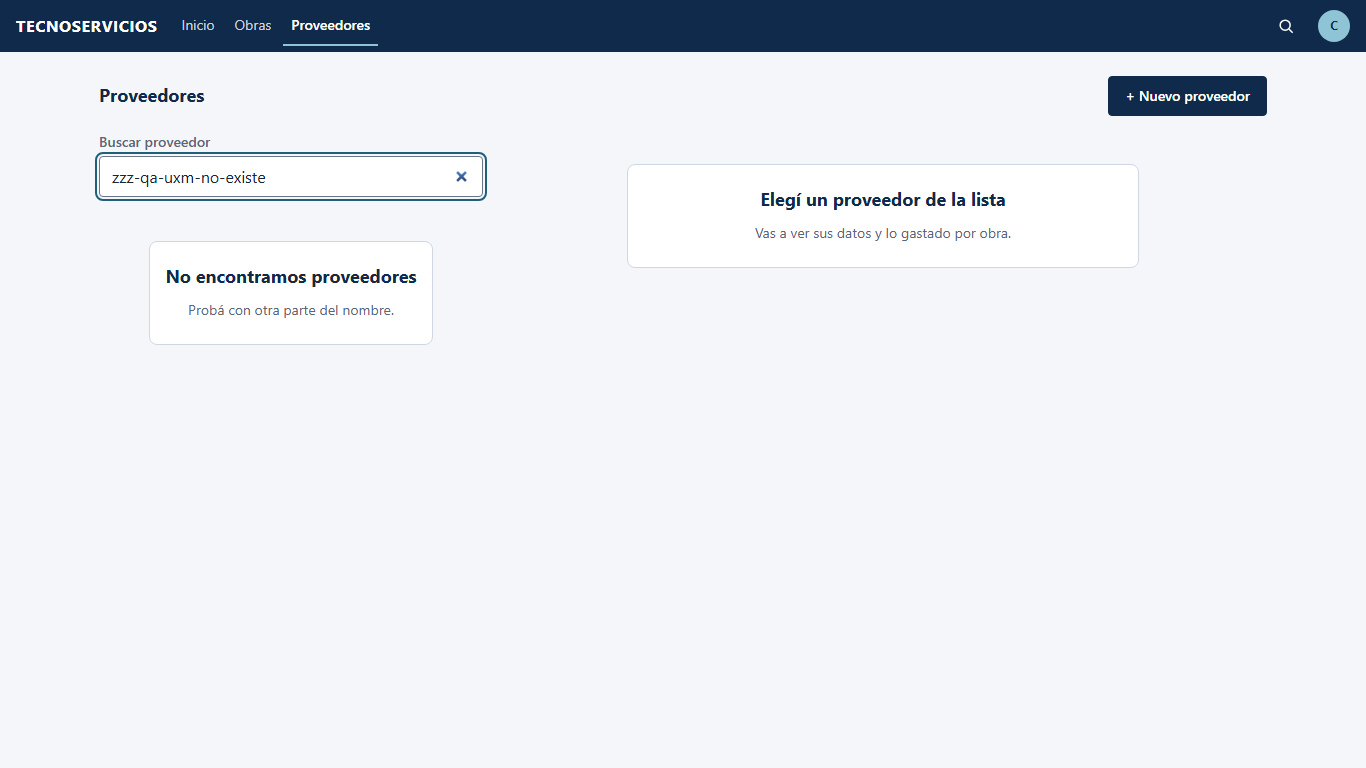 TECNOSERVICIOS Inicio Obras Proveedores C
Proveedores
+ Nuevo proveedor
Buscar proveedor
zzz-qa-uxm-no-existe
Elegí un proveedor de la lista
Vas a ver sus datos y lo gastado por obra.
No encontramos proveedores
Probá con otra parte del nombre.